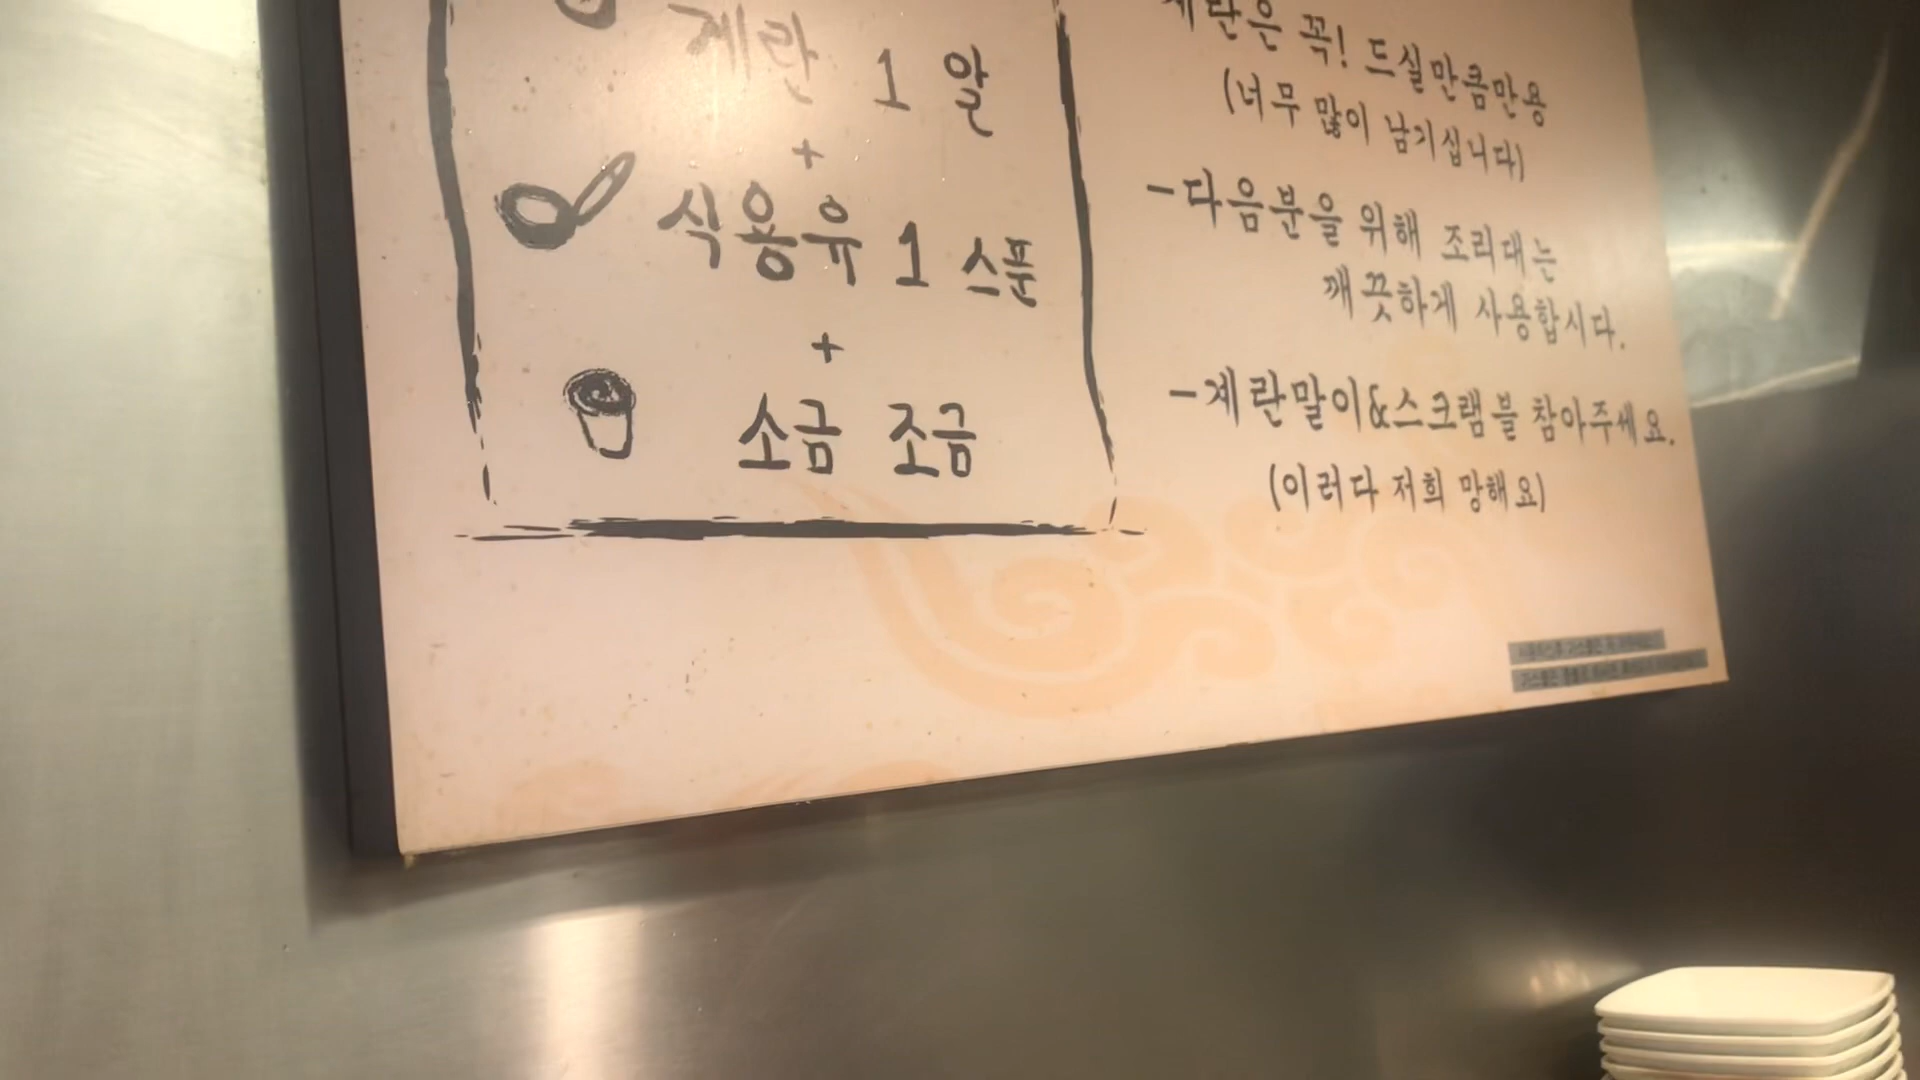 계란 1 알
+
식용유 1 스푼
+
소금 조금
계란은 꼭! 드실만큼만용
(너무 많이 남기십니다)
-다음분을 위해 조리대는
깨끗하게 사용합시다.
-계란말이&스크램블 참아주세요.
(이러다 저희 망해요)